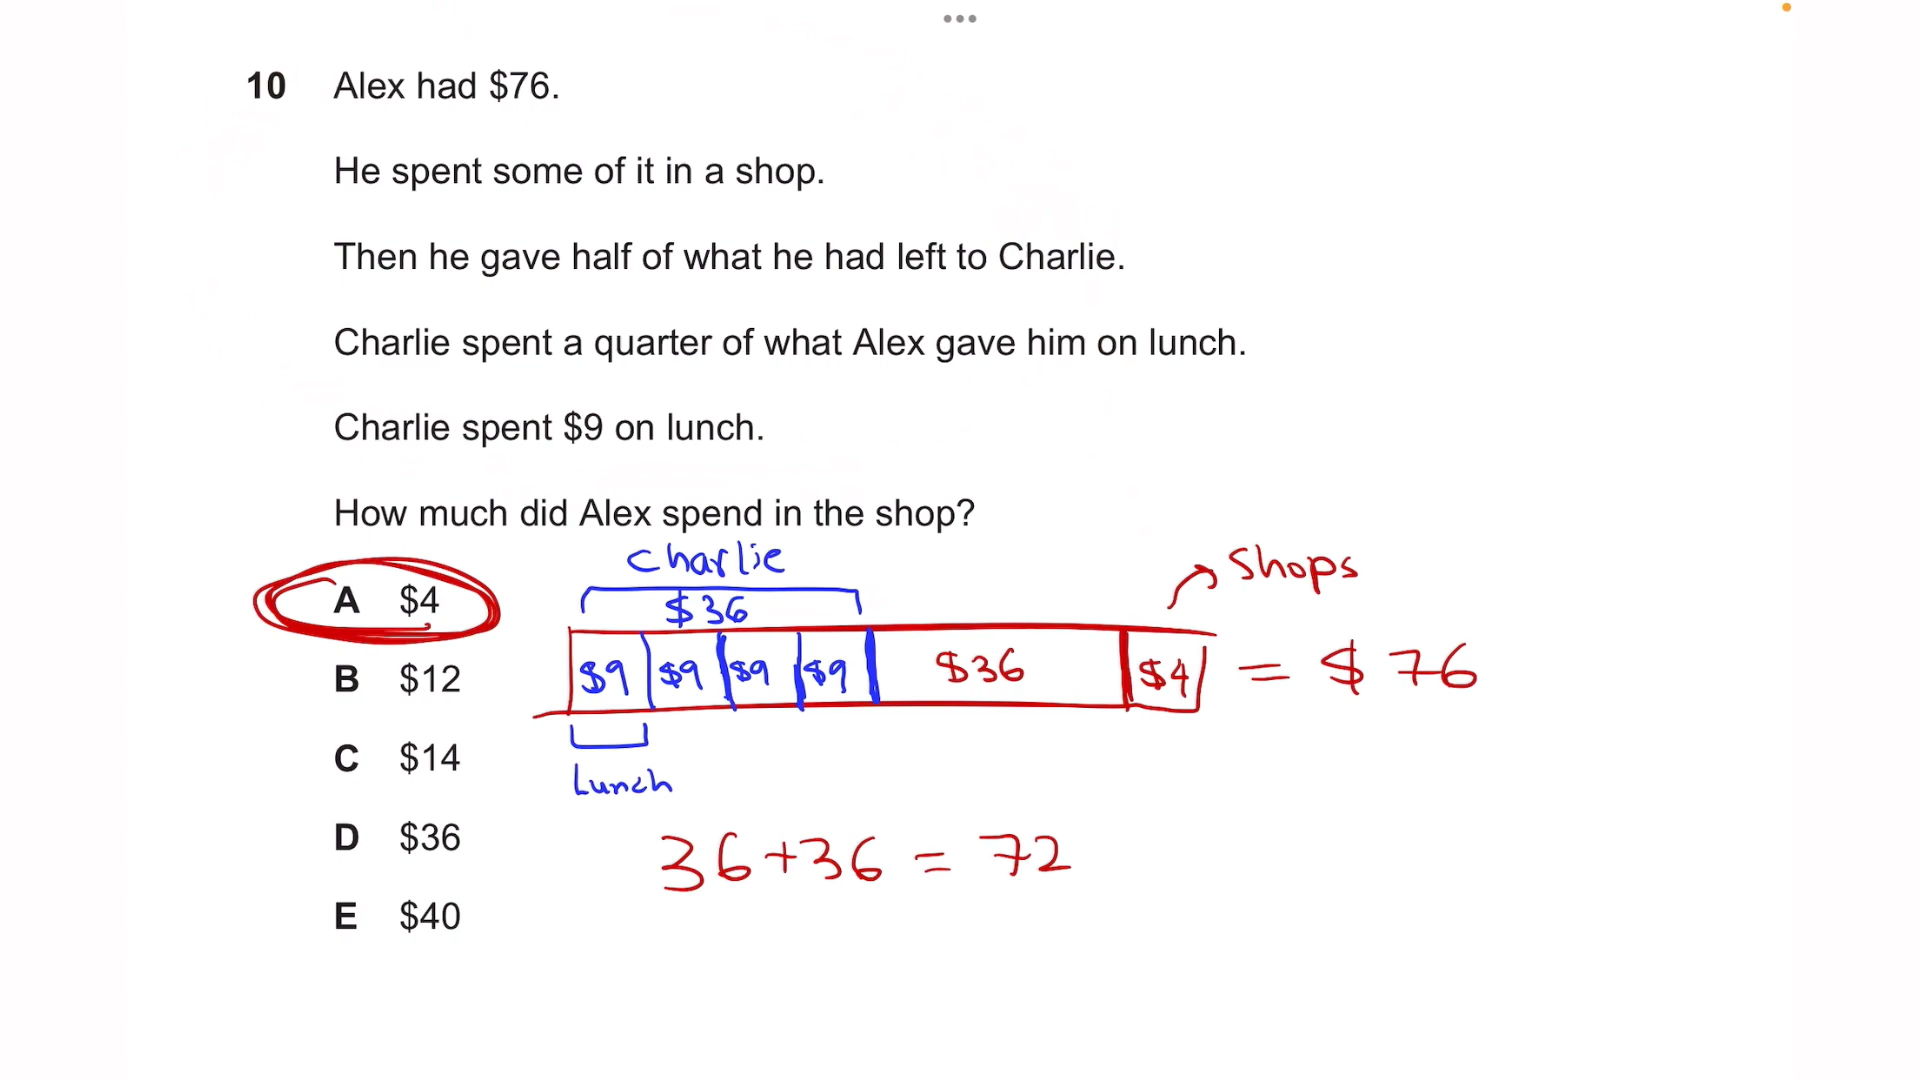 10 Alex had $76.
He spent some of it in a shop.
Then he gave half of what he had left to Charlie.
Charlie spent a quarter of what Alex gave him on lunch.
Charlie spent $9 on lunch.
How much did Alex spend in the shop?
Charlie
Shops
A $4
$36
B $12
$9 $9 $9 $9 $36 $4 = $76
C $14
Lunch
D $36
36+36 = 72
E $40